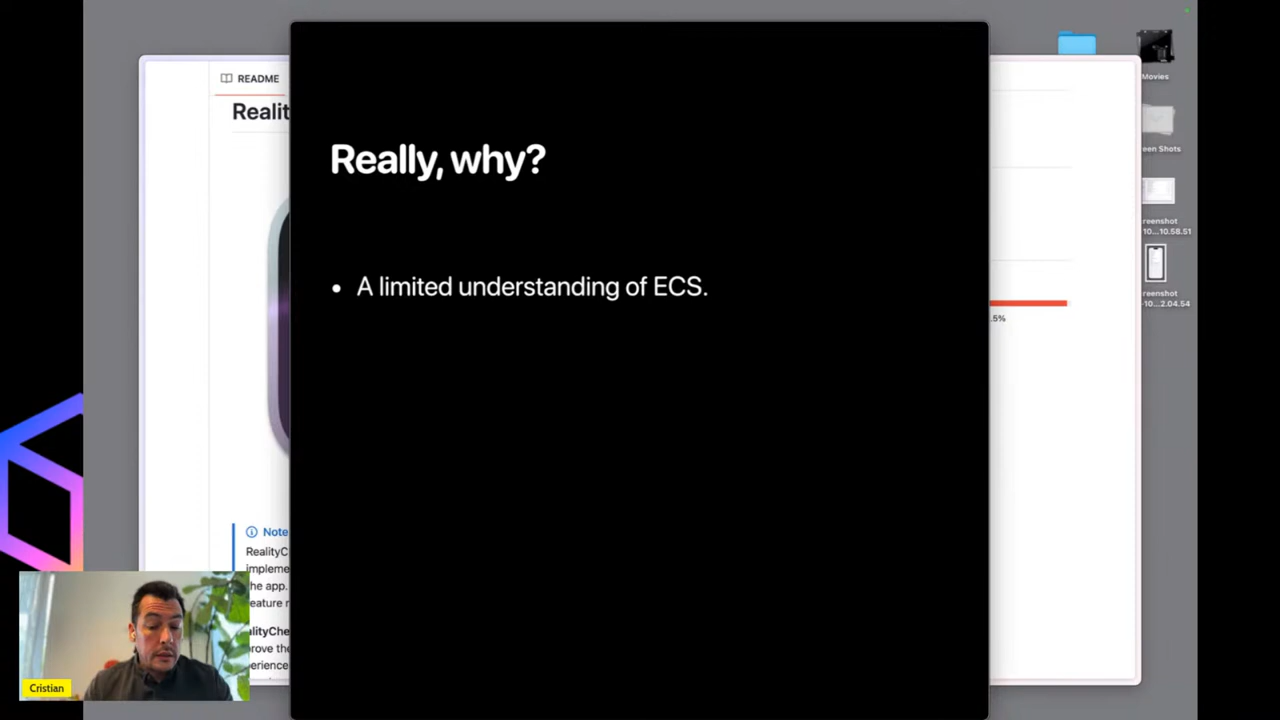 README
Realit
Really, why?
• A limited understanding of ECS.
Note
RealityC
impleme
he app.
eature r
alityChe
rove the
erience
.5%
Movies
een Shots
reenshot
10...10.58.51
reenshot
-10...2.04.54
Cristian